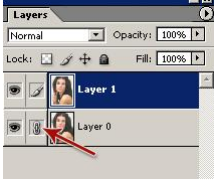 Layers
Normal Opacity: 100%
Lock: Fill: 100%
Layer 1
Layer 0